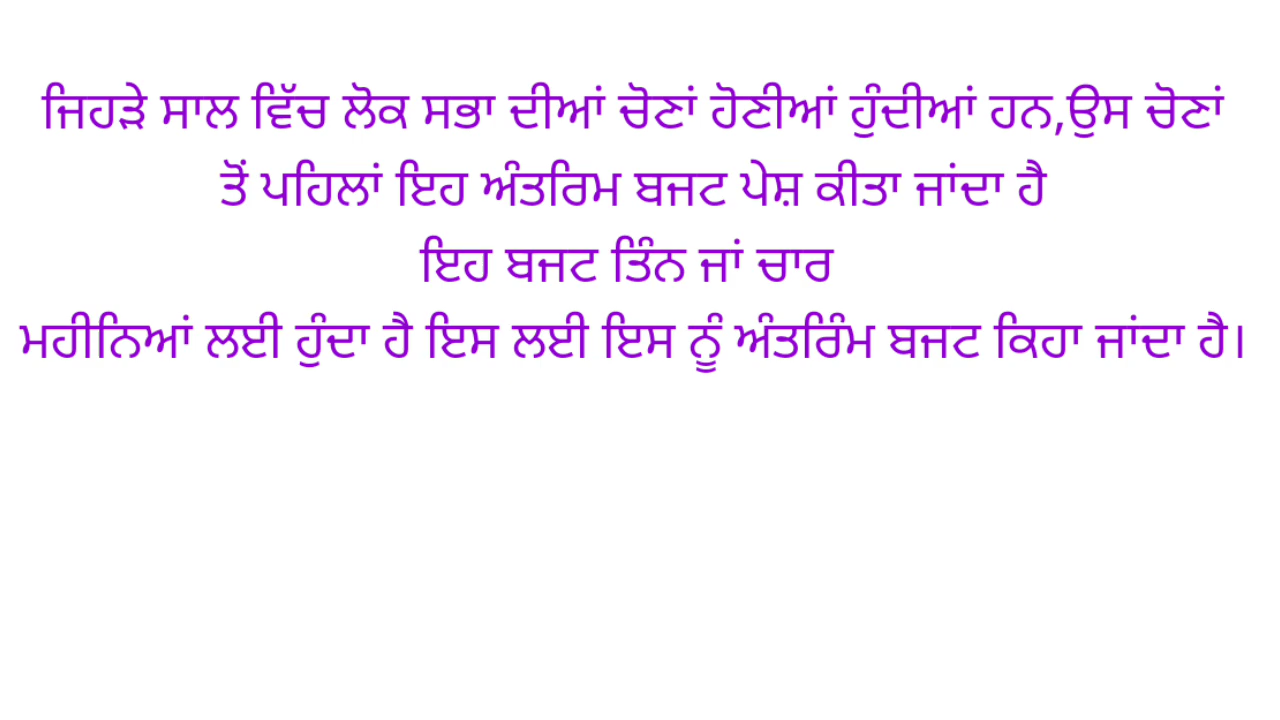 ਜਿਹੜੇ ਸਾਲ ਵਿੱਚ ਲੋਕ ਸਭਾ ਦੀਆਂ ਚੋਣਾਂ ਹੋਣੀਆਂ ਹੁੰਦੀਆਂ ਹਨ,ਉਸ ਚੋਣਾਂ
ਤੋਂ ਪਹਿਲਾਂ ਇਹ ਅੰਤਰਿਮ ਬਜਟ ਪੇਸ਼ ਕੀਤਾ ਜਾਂਦਾ ਹੈ
ਇਹ ਬਜਟ ਤਿੰਨ ਜਾਂ ਚਾਰ
ਮਹੀਨਿਆਂ ਲਈ ਹੁੰਦਾ ਹੈ ਇਸ ਲਈ ਇਸ ਨੂੰ ਅੰਤਰਿੰਮ ਬਜਟ ਕਿਹਾ ਜਾਂਦਾ ਹੈ।